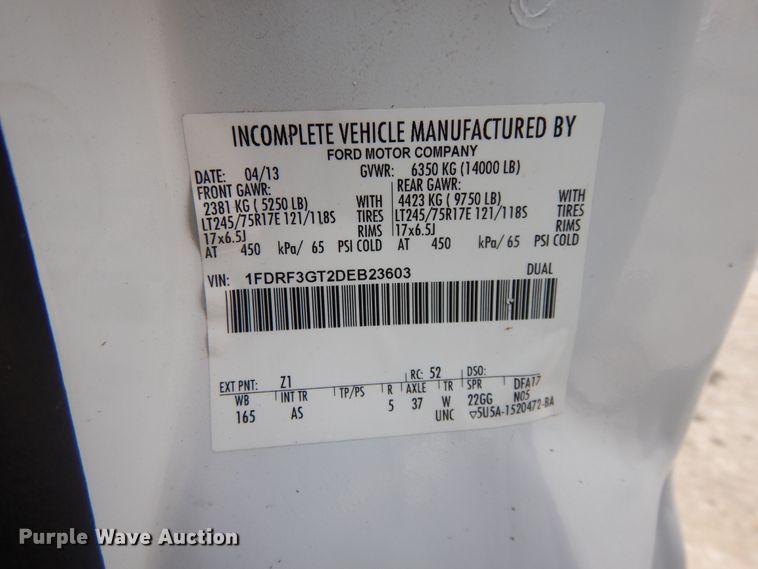 INCOMPLETE VEHICLE MANUFACTURED BY
FORD MOTOR COMPANY
DATE: 04/13 GVWR: 6350 KG (14000 LB)
FRONT GAWR: REAR GAWR:
2381 KG ( 5250 LB) WITH 4423 KG ( 9750 LB) WITH
LT245/75R17E 121/118S TIRES LT245/75R17E 121/118S TIRES
17x6.5J RIMS 17x6.5J RIMS
AT 450 kPa/ 65 PSI COLD AT 450 kPa/ 65 PSI COLD
VIN: 1FDRF3GT2DEB23603 DUAL
EXT PNT: Z1 RC: 52 DSO:
WB INT TR TP/PS R AXLE TR SPR DFA17
165 AS 5 37 W 22GG N05
UNC ▽5U5A-1520472-BA
Purple Wave Auction